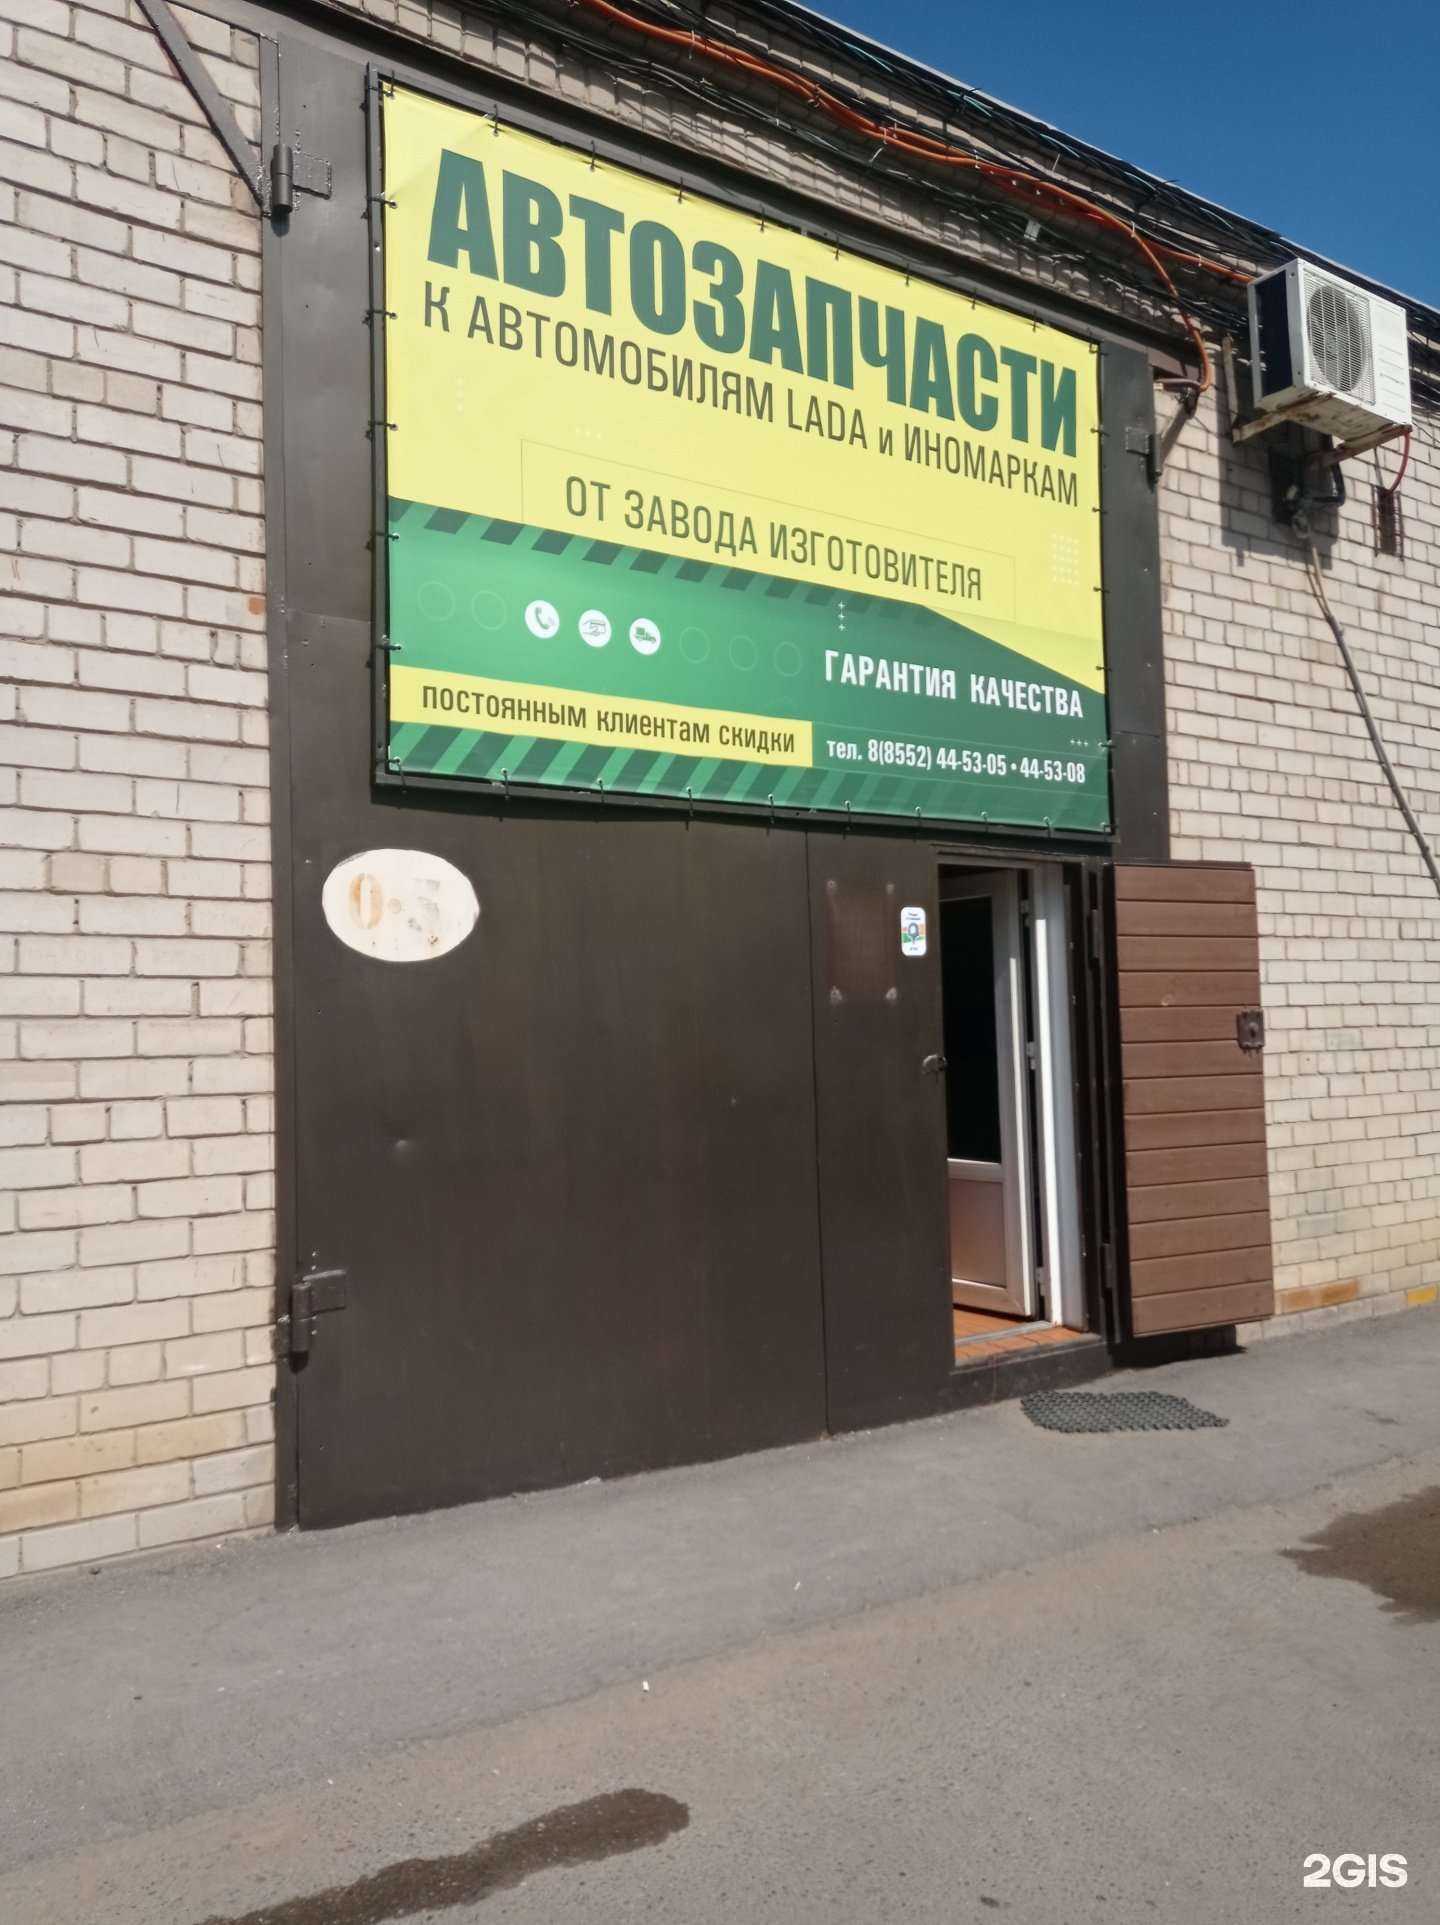 АВТОЗАПЧАСТИ
К АВТОМОБИЛЯМ LADA и ИНОМАРКАМ
ОТ ЗАВОДА ИЗГОТОВИТЕЛЯ
ГАРАНТИЯ КАЧЕСТВА
ПОСТОЯННЫМ КЛИЕНТАМ СКИДКИ
тел. 8(8552) 44-53-05 • 44-53-08
2GIS